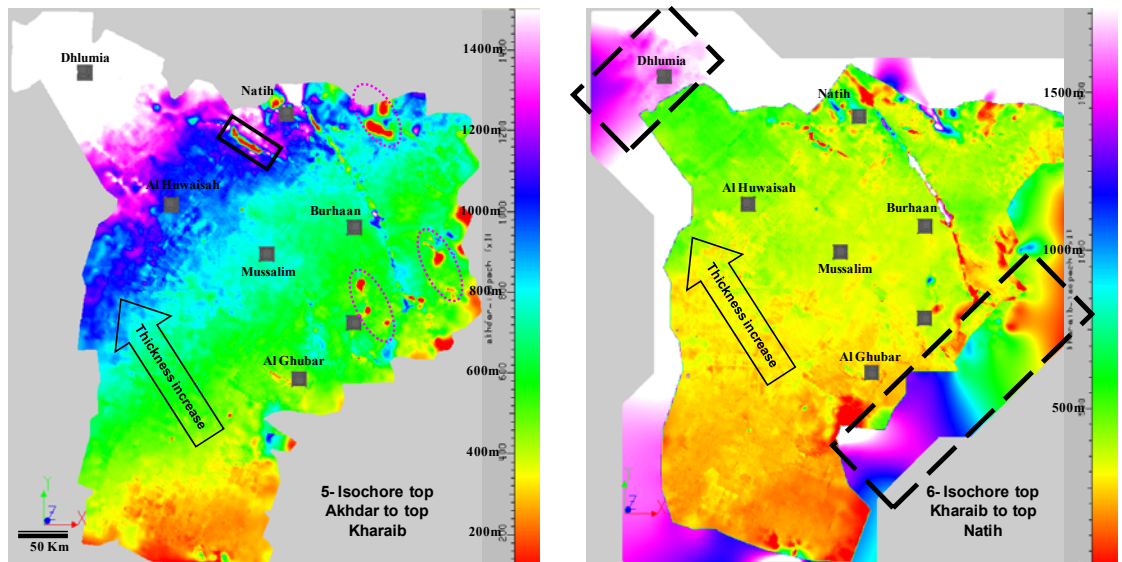 Dhlumia
Natih
Al Huwaisah
Burhaan
Mussalim
Al Ghubar
Thickness increase
5- Isochore top
Akhdar to top
Kharaib
Y
Z
X
50 Km
1400m
1200m
1000m
800m
600m
400m
200m
Dhlumia
Natih
Al Huwaisah
Burhaan
Mussalim
Al Ghubar
Thickness increase
6- Isochore top
Kharaib to top
Natih
Y
Z
X
1500m
1000m
500m